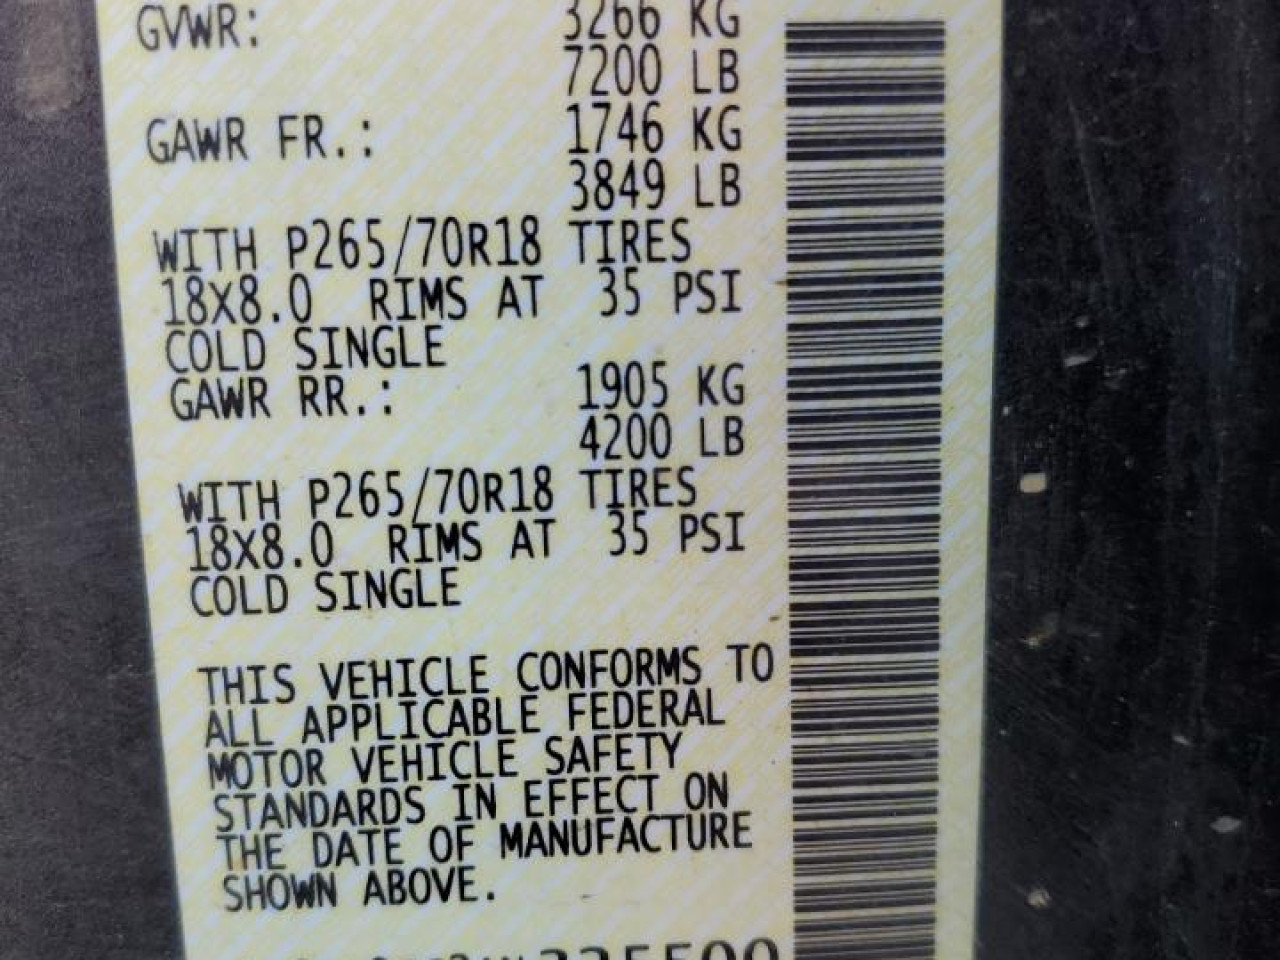 GVWR: 3266 KG
7200 LB
GAWR FR.: 1746 KG
3849 LB
WITH P265/70R18 TIRES
18X8.0 RIMS AT 35 PSI
COLD SINGLE
GAWR RR.: 1905 KG
4200 LB
WITH P265/70R18 TIRES
18X8.0 RIMS AT 35 PSI
COLD SINGLE
THIS VEHICLE CONFORMS TO
ALL APPLICABLE FEDERAL
MOTOR VEHICLE SAFETY
STANDARDS IN EFFECT ON
THE DATE OF MANUFACTURE
SHOWN ABOVE.